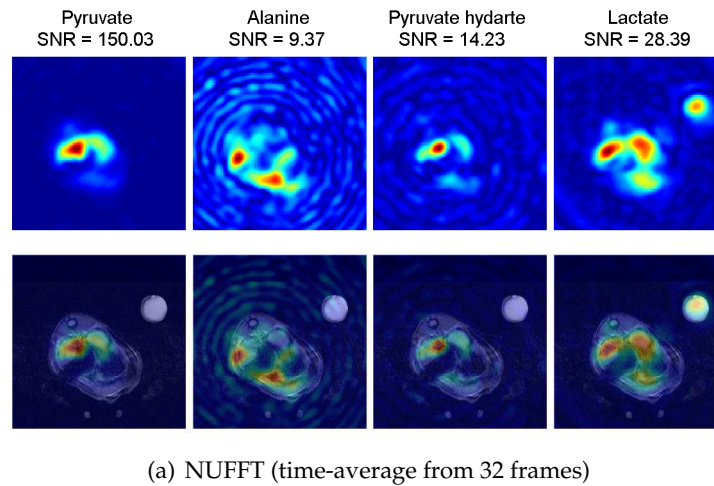 Pyruvate
SNR = 150.03
Alanine
SNR = 9.37
Pyruvate hydarte
SNR = 14.23
Lactate
SNR = 28.39
(a) NUFFT (time-average from 32 frames)